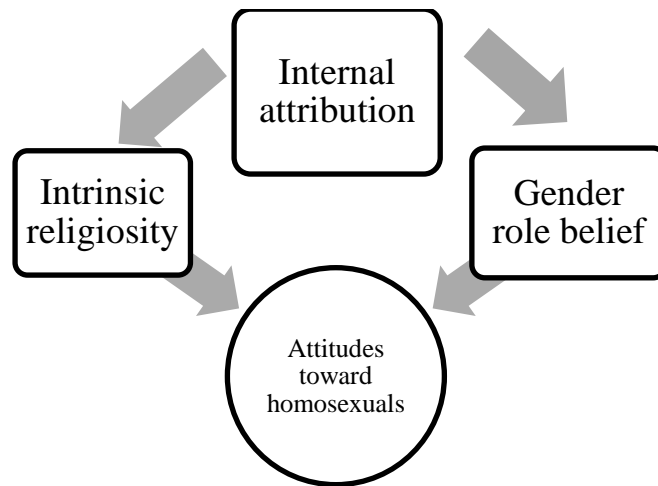 Internal
attribution
Intrinsic
religiosity
Gender
role belief
Attitudes
toward
homosexuals